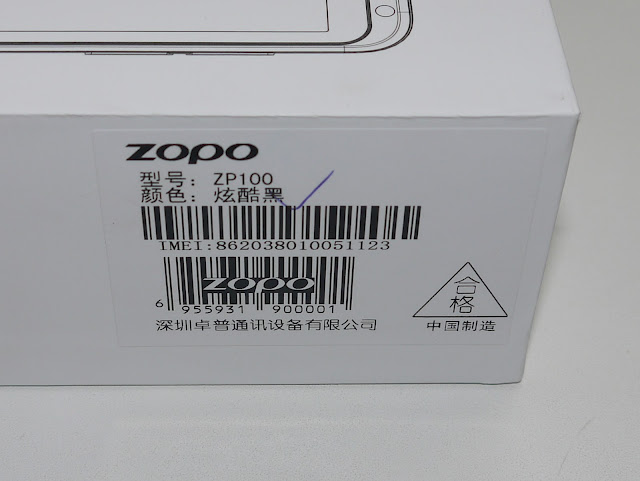 ZOPO
型号: ZP100
颜色: 炫酷黑
IMEI:862038010051123
ZOPO
6 955931 900001
深圳卓普通讯设备有限公司
合格
中国制造